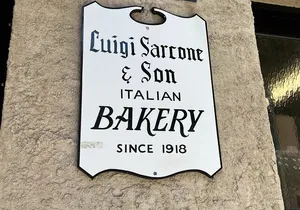 Luigi Sarcone
& Son
ITALIAN
BAKERY
SINCE 1918